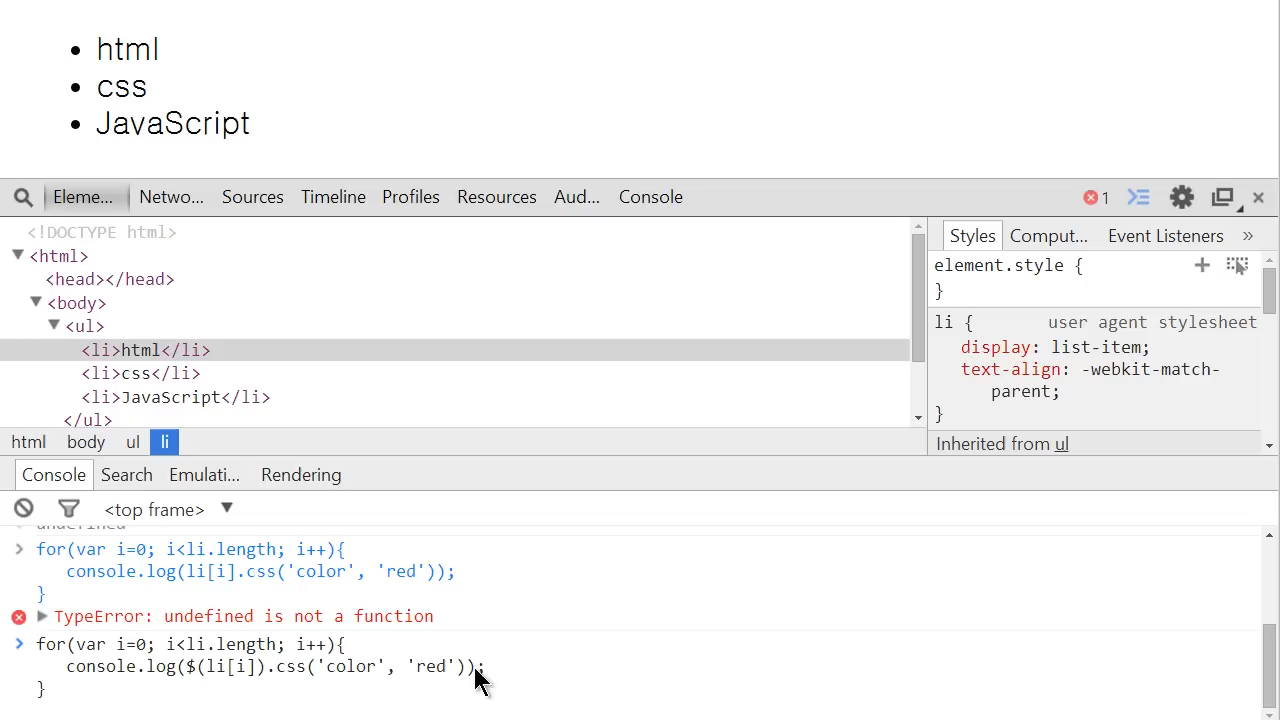 html
css
JavaScript
Eleme... Netwo... Sources Timeline Profiles Resources Aud... Console 1
<!DOCTYPE html>
<html>
<head></head>
<body>
<ul>
<li>html</li>
<li>css</li>
<li>JavaScript</li>
</ul>
html body ul li
Styles Comput... Event Listeners »
element.style {
}
li { user agent stylesheet
display: list-item;
text-align: -webkit-match-
parent;
}
Inherited from ul
Console Search Emulati... Rendering
<top frame>
undefined
for(var i=0; i<li.length; i++){
console.log(li[i].css('color', 'red'));
}
TypeError: undefined is not a function
for(var i=0; i<li.length; i++){
console.log($(li[i]).css('color', 'red'));
}